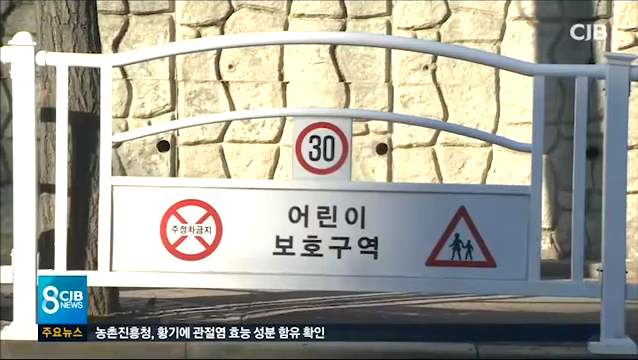 CJB
30
주정차금지
어린이
보호구역
8 CJB
NEWS
주요뉴스 농촌진흥청, 황기에 관절염 효능 성분 함유 확인